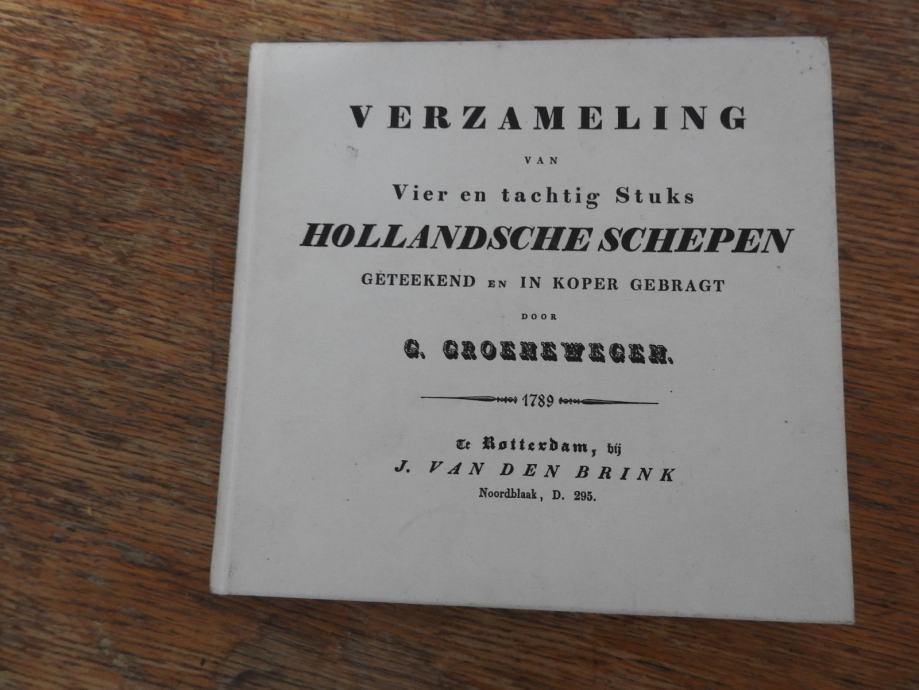 VERZAMELING
VAN
Vier en tachtig Stuks
HOLLANDSCHE SCHEPEN
GETEEKEND EN IN KOPER GEBRAGT
DOOR
G. GROENEWEGEN.
1789
Te Rotterdam, bij
J. VAN DEN BRINK
Noordblaak, D. 295.